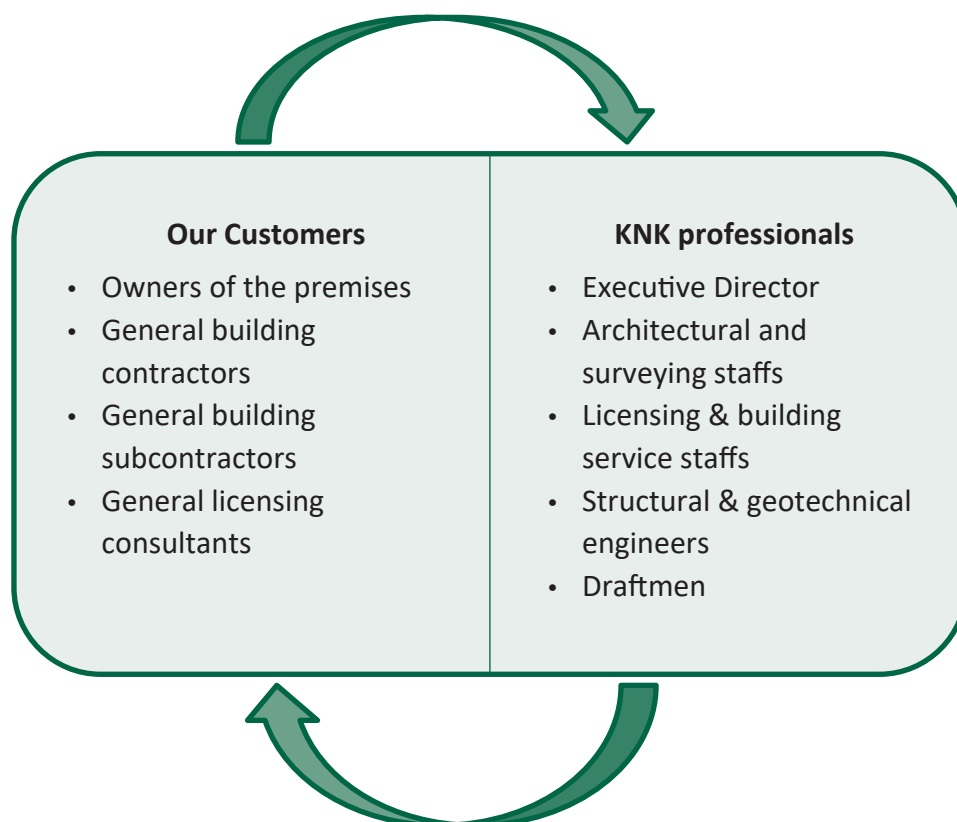 Our Customers
• Owners of the premises
• General building
contractors
• General building
subcontractors
• General licensing
consultants
KNK professionals
• Executive Director
• Architectural and
surveying staffs
• Licensing & building
service staffs
• Structural & geotechnical
engineers
• Draftmen